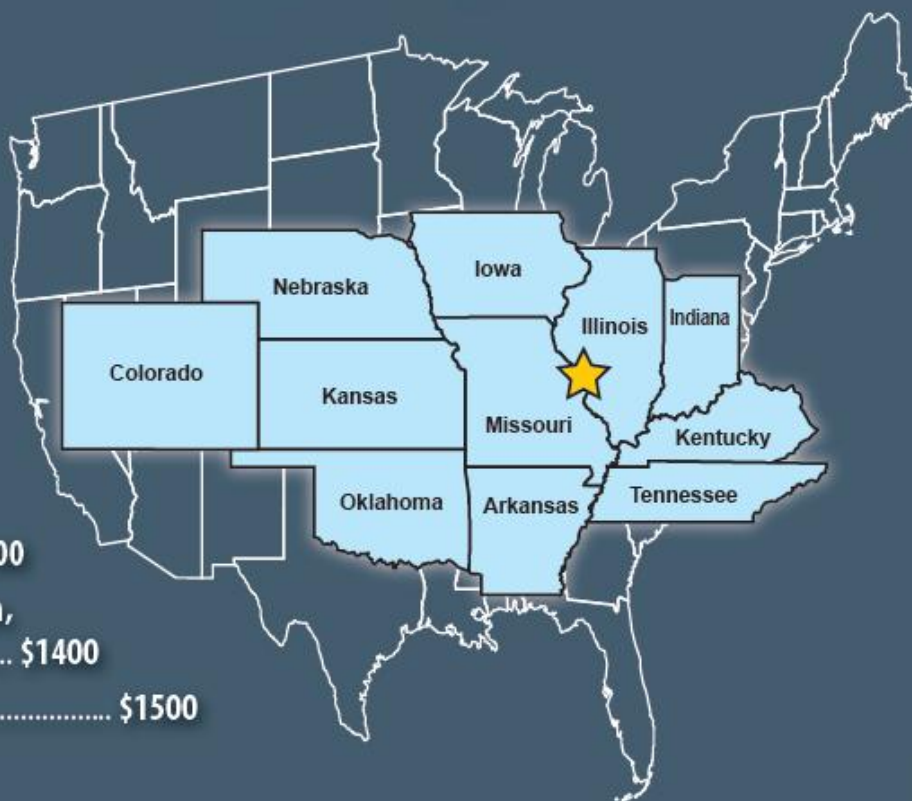 Iowa
Nebraska
Illinois
Indiana
Colorado
Kansas
Missouri
Kentucky
Oklahoma
Arkansas
Tennessee
00
,
.. $1400
................ $1500